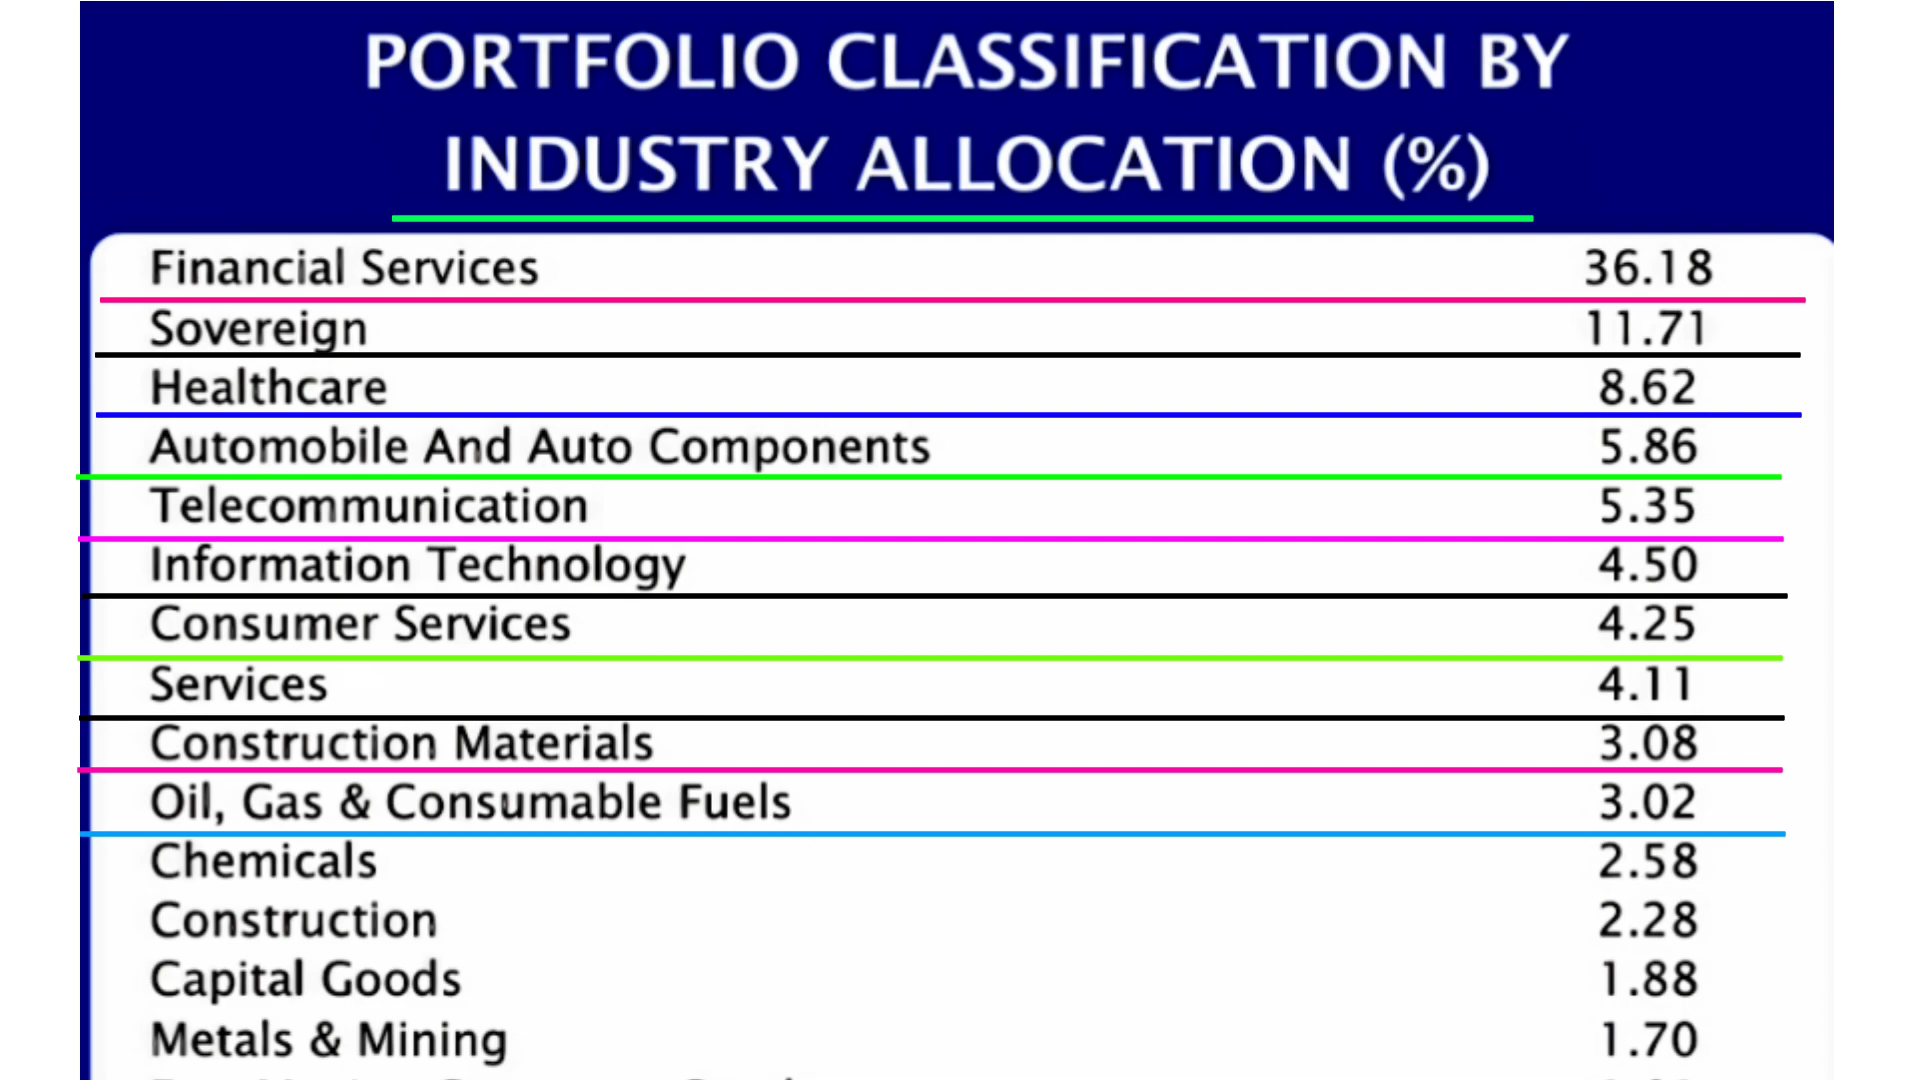 PORTFOLIO CLASSIFICATION BY
INDUSTRY ALLOCATION (%)
Financial Services 36.18
Sovereign 11.71
Healthcare 8.62
Automobile And Auto Components 5.86
Telecommunication 5.35
Information Technology 4.50
Consumer Services 4.25
Services 4.11
Construction Materials 3.08
Oil, Gas & Consumable Fuels 3.02
Chemicals 2.58
Construction 2.28
Capital Goods 1.88
Metals & Mining 1.70